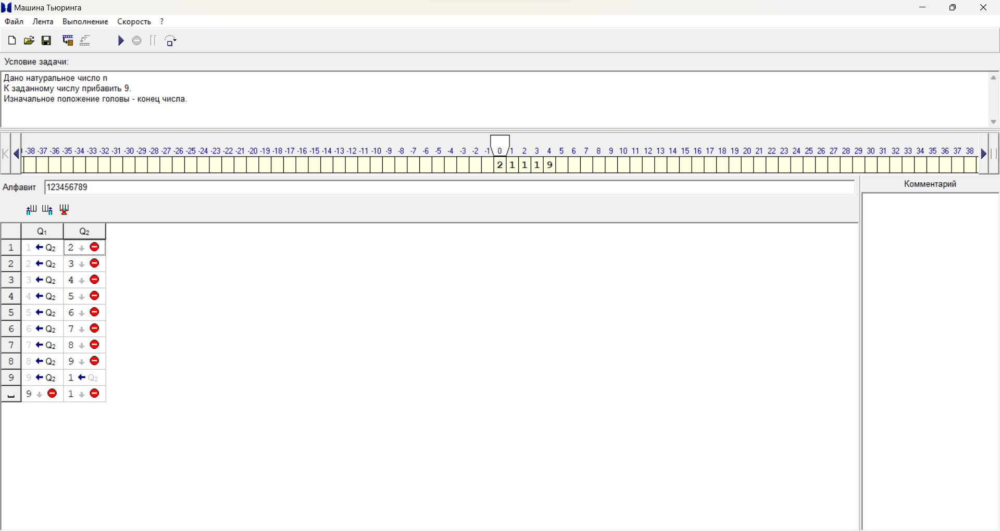 Машина Тьюринга
Файл Лента Выполнение Скорость ?
Условие задачи:
Дано натуральное число n
К заданному числу прибавить 9.
Изначальное положение головы - конец числа.
-38 -37 -36 -35 -34 -33 -32 -31 -30 -29 -28 -27 -26 -25 -24 -23 -22 -21 -20 -19 -18 -17 -16 -15 -14 -13 -12 -11 -10 -9 -8 -7 -6 -5 -4 -3 -2 -1 0 1 2 3 4 5 6 7 8 9 10 11 12 13 14 15 16 17 18 19 20 21 22 23 24 25 26 27 28 29 30 31 32 33 34 35 36 37 38
2 1 1 1 9
Алфавит 123456789
Комментарий
Q1 Q2
1 1 ← Q2 2 ↓
2 2 ← Q2 3 ↓
3 3 ← Q2 4 ↓
4 4 ← Q2 5 ↓
5 5 ← Q2 6 ↓
6 6 ← Q2 7 ↓
7 7 ← Q2 8 ↓
8 8 ← Q2 9 ↓
9 9 ← Q2 1 ← Q2
␣ 9 ↓ 1 ↓